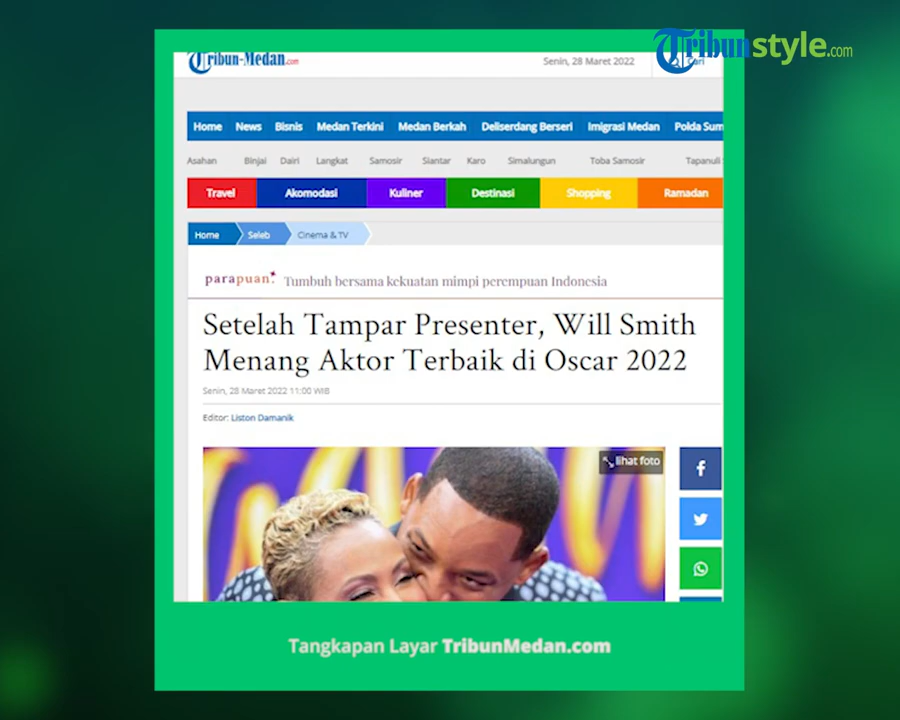 Tribunstyle.com
Tribun-Medan.com
Senin, 28 Maret 2022
Cari
Home News Bisnis Medan Terkini Medan Berkah Deliserdang Berseri Imigrasi Medan Polda Sum
Asahan Binjai Dairi Langkat Samosir Siantar Karo Simalungun Toba Samosir Tapanuli
Travel Akomodasi Kuliner Destinasi Shopping Ramadan
Home Seleb Cinema & TV
parapuan. Tumbuh bersama kekuatan mimpi perempuan Indonesia
Setelah Tampar Presenter, Will Smith
Menang Aktor Terbaik di Oscar 2022
Senin, 28 Maret 2022 11:00 WIB
Editor: Liston Damanik
lihat foto
Tangkapan Layar TribunMedan.com